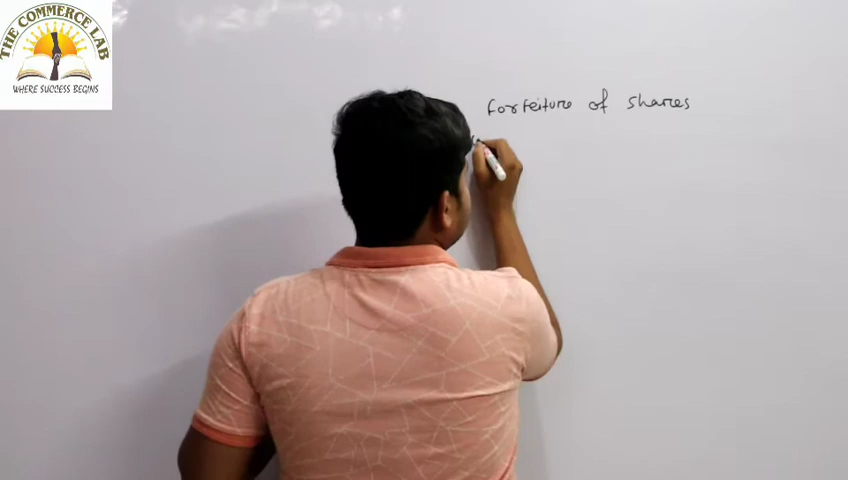 THE COMMERCE LAB
WHERE SUCCESS BEGINS
Forfeiture of shares